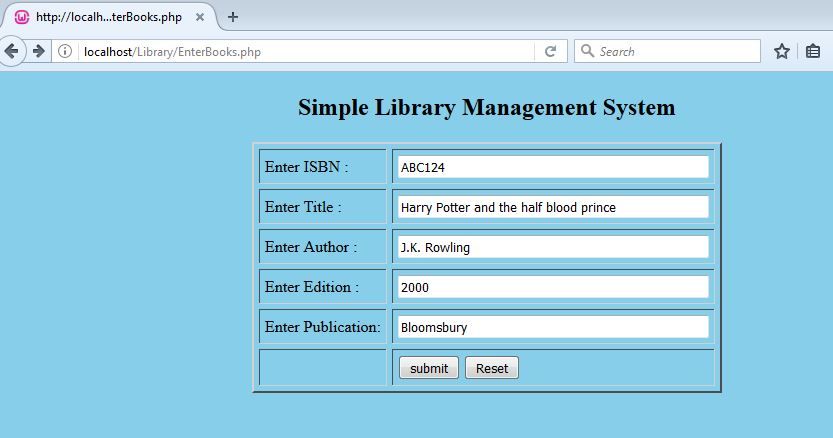 http://localh...terBooks.php
localhost/Library/EnterBooks.php
Search
Simple Library Management System
Enter ISBN : ABC124
Enter Title : Harry Potter and the half blood prince
Enter Author : J.K. Rowling
Enter Edition : 2000
Enter Publication: Bloomsbury
submit Reset